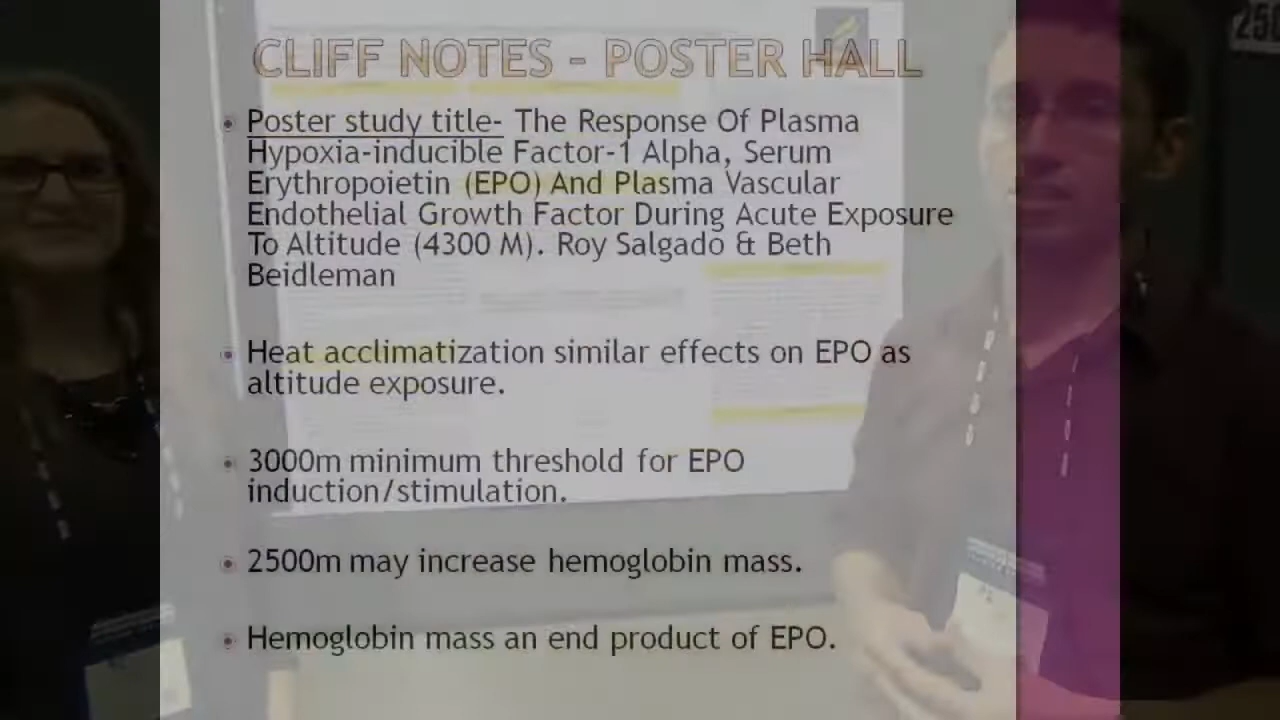 CLIFF NOTES - POSTER HALL
Poster study title- The Response Of Plasma
Hypoxia-inducible Factor-1 Alpha, Serum
Erythropoietin (EPO) And Plasma Vascular
Endothelial Growth Factor During Acute Exposure
To Altitude (4300 M). Roy Salgado & Beth
Beidleman
Heat acclimatization similar effects on EPO as
altitude exposure.
3000m minimum threshold for EPO
induction/stimulation.
2500m may increase hemoglobin mass.
Hemoglobin mass an end product of EPO.